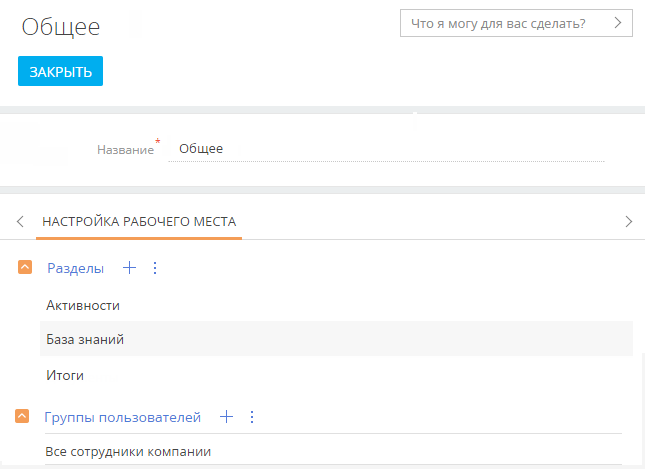 Общее
Что я могу для вас сделать?
ЗАКРЫТЬ
Название* Общее
НАСТРОЙКА РАБОЧЕГО МЕСТА
Разделы
Активности
База знаний
Итоги
Группы пользователей
Все сотрудники компании